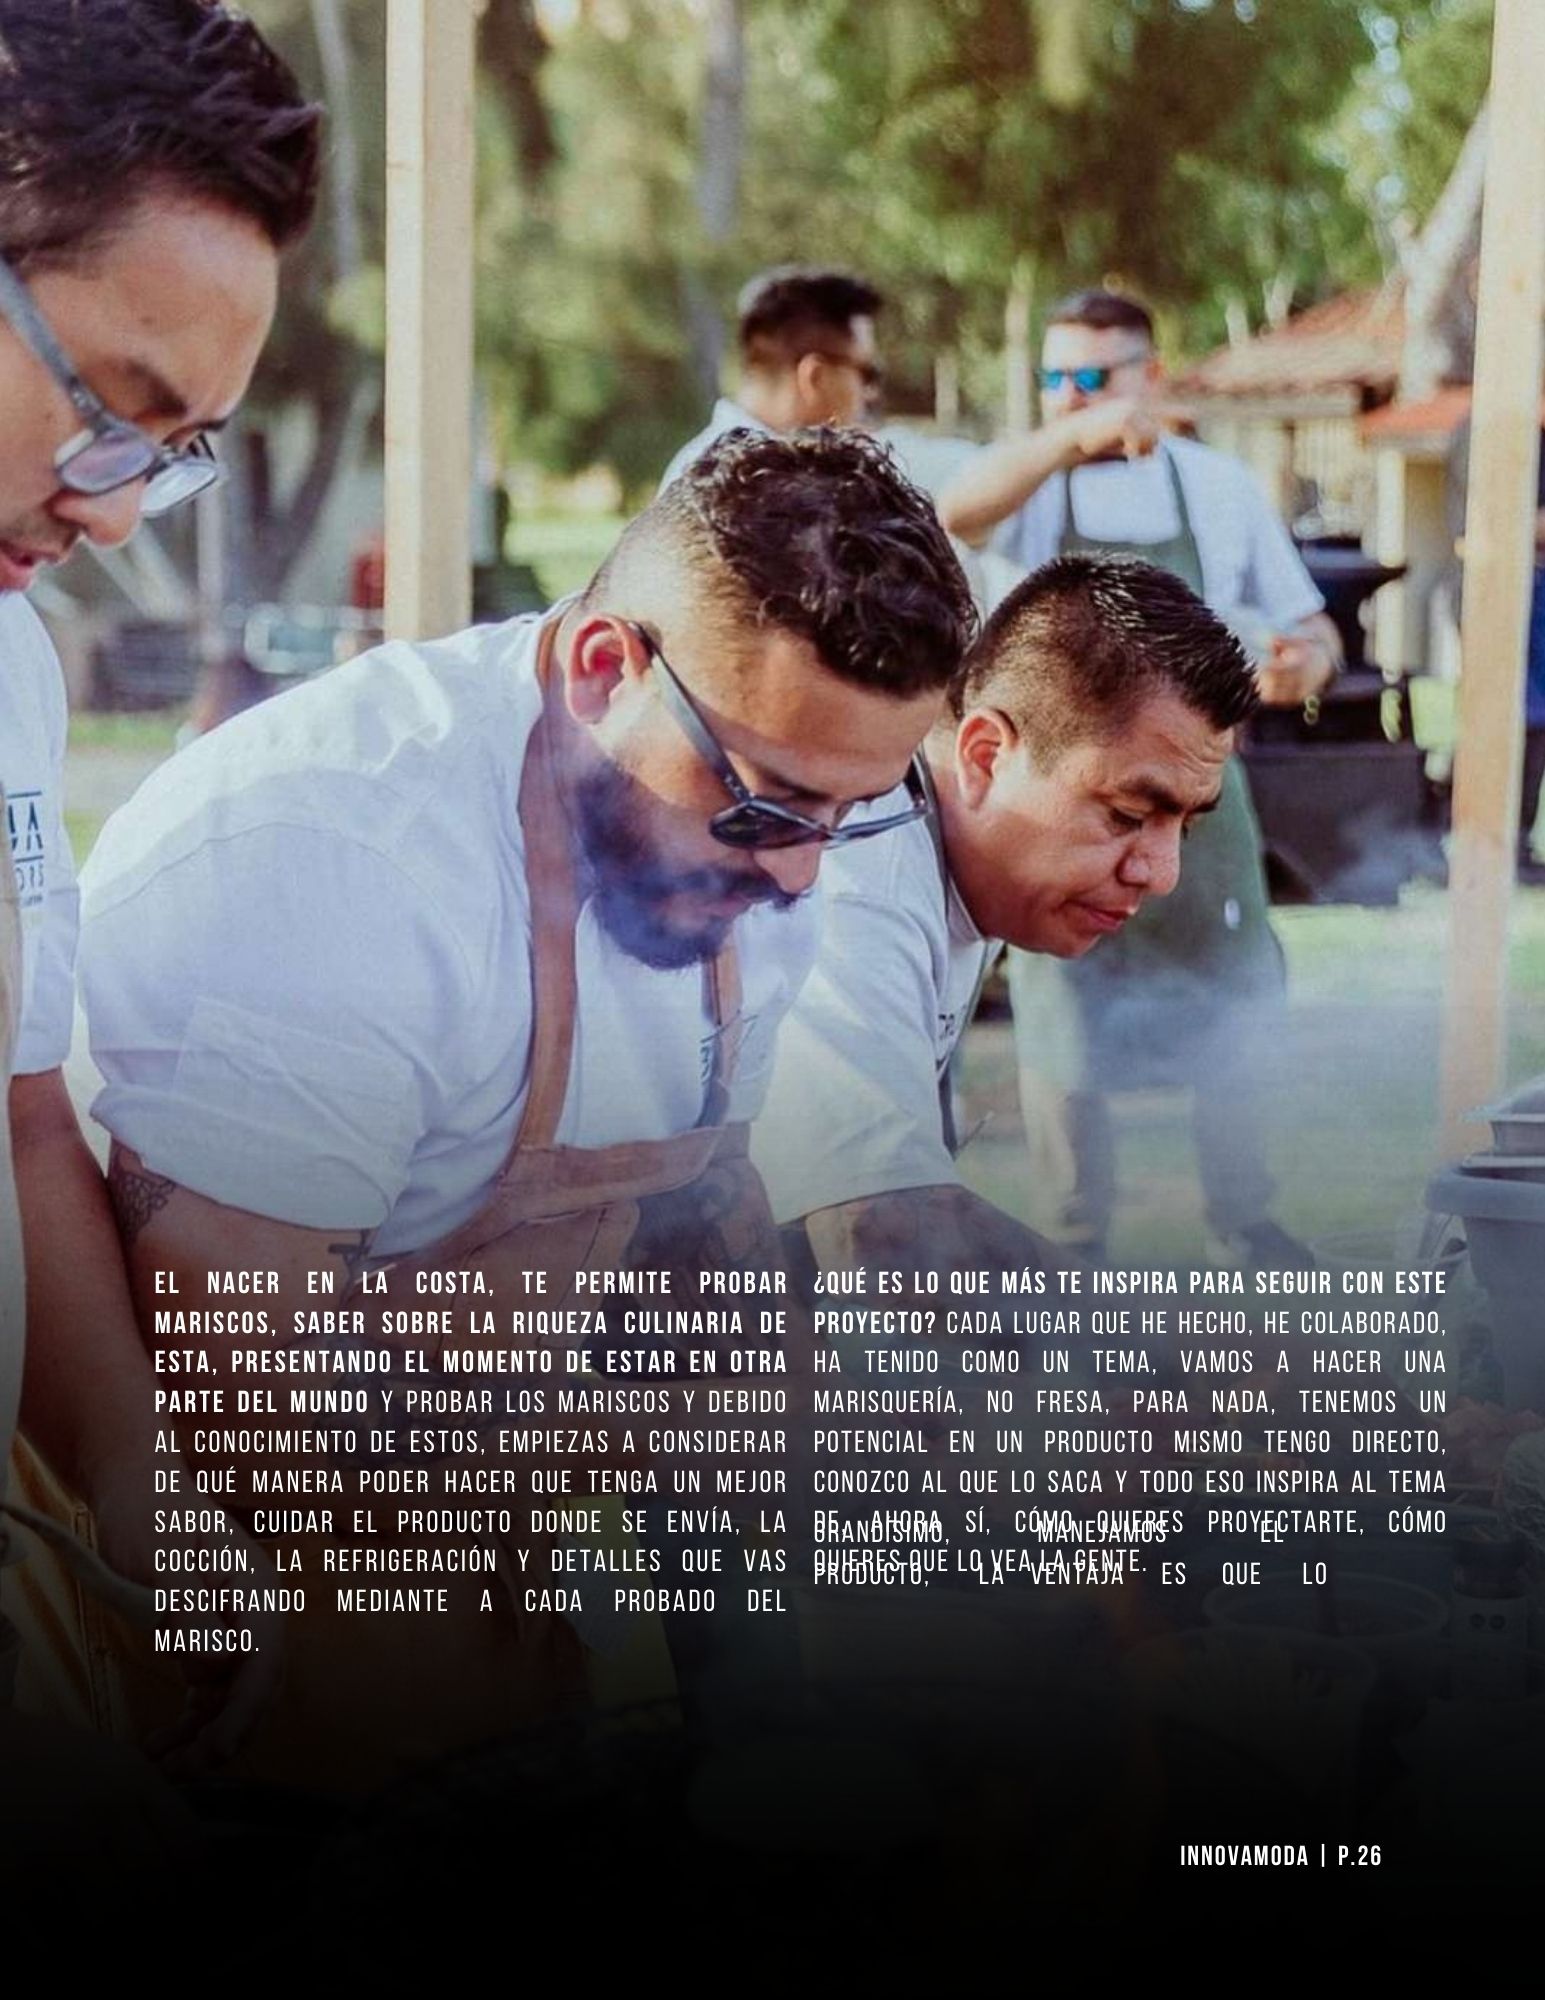 EL NACER EN LA COSTA, TE PERMITE PROBAR
MARISCOS, SABER SOBRE LA RIQUEZA CULINARIA DE
ESTA, PRESENTANDO EL MOMENTO DE ESTAR EN OTRA
PARTE DEL MUNDO Y PROBAR LOS MARISCOS Y DEBIDO
AL CONOCIMIENTO DE ESTOS, EMPIEZAS A CONSIDERAR
DE QUÉ MANERA PODER HACER QUE TENGA UN MEJOR
SABOR, CUIDAR EL PRODUCTO DONDE SE ENVÍA, LA
COCCIÓN, LA REFRIGERACIÓN Y DETALLES QUE VAS
DESCIFRANDO MEDIANTE A CADA PROBADO DEL
MARISCO.
¿QUÉ ES LO QUE MÁS TE INSPIRA PARA SEGUIR CON ESTE
PROYECTO? CADA LUGAR QUE HE HECHO, HE COLABORADO,
HA TENIDO COMO UN TEMA, VAMOS A HACER UNA
MARISQUERÍA, NO FRESA, PARA NADA, TENEMOS UN
POTENCIAL EN UN PRODUCTO MISMO TENGO DIRECTO,
CONOZCO AL QUE LO SACA Y TODO ESO INSPIRA AL TEMA
DE, AHORA SÍ, CÓMO QUIERES PROYECTARTE, CÓMO
QUIERES QUE LO VEA LA GENTE.
GRANDÍSIMO, MANEJAMOS EL
PRODUCTO, LA VENTAJA ES QUE LO
INNOVAMODA | P.26